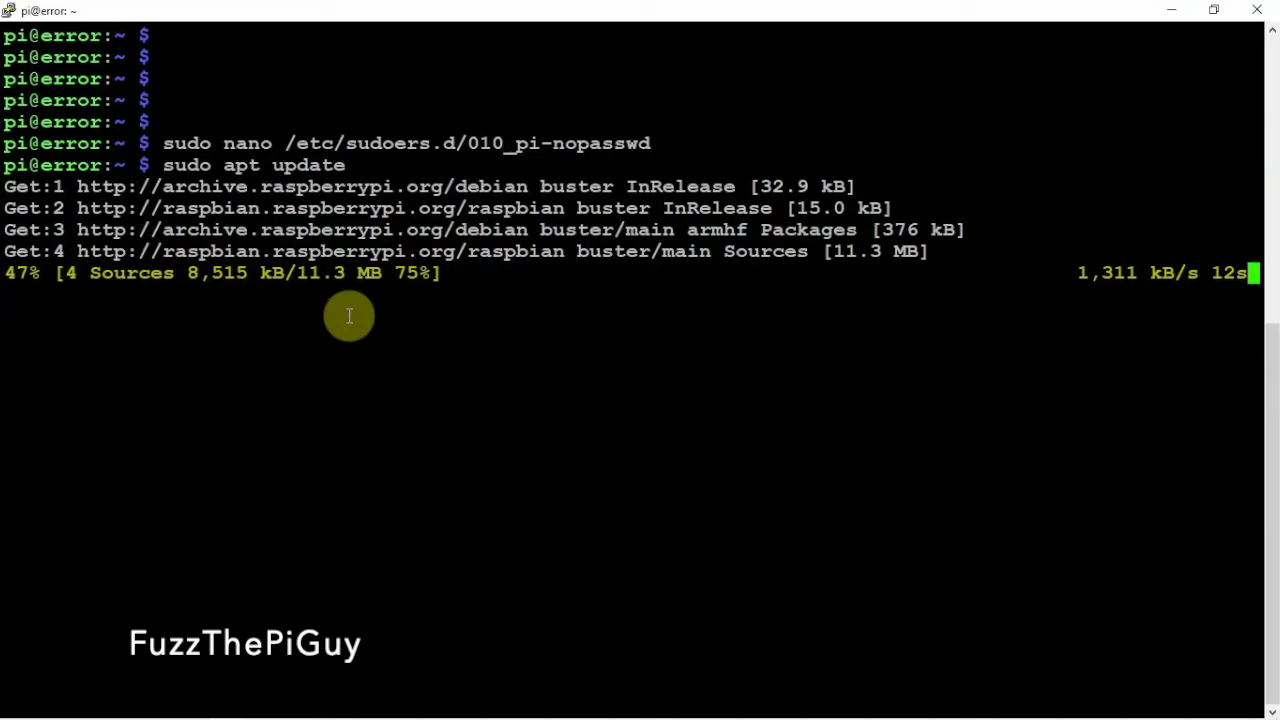 pi@error: ~
pi@error:~ $
pi@error:~ $
pi@error:~ $
pi@error:~ $
pi@error:~ $
pi@error:~ $ sudo nano /etc/sudoers.d/010_pi-nopasswd
pi@error:~ $ sudo apt update
Get:1 http://archive.raspberrypi.org/debian buster InRelease [32.9 kB]
Get:2 http://raspbian.raspberrypi.org/raspbian buster InRelease [15.0 kB]
Get:3 http://archive.raspberrypi.org/debian buster/main armhf Packages [376 kB]
Get:4 http://raspbian.raspberrypi.org/raspbian buster/main Sources [11.3 MB]
47% [4 Sources 8,515 kB/11.3 MB 75%] 1,311 kB/s 12s
FuzzThePiGuy